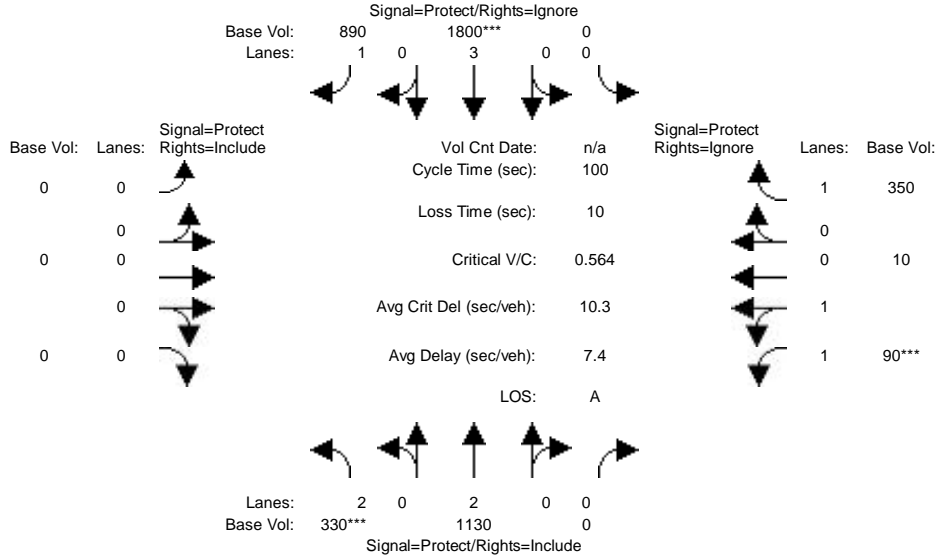 Signal=Protect/Rights=Ignore
Base Vol: 890 1800*** 0
Lanes: 1 0 3 0 0
Signal=Protect
Rights=Include
Signal=Protect
Rights=Ignore
Base Vol: Lanes:
Vol Cnt Date: n/a
Lanes: Base Vol:
Cycle Time (sec): 100
0 0
1 350
Loss Time (sec): 10
0
0
0 0
Critical V/C: 0.564
0 10
0
Avg Crit Del (sec/veh): 10.3
1
0 0
Avg Delay (sec/veh): 7.4
1 90***
LOS: A
Lanes: 2 0 2 0 0
Base Vol: 330*** 1130 0
Signal=Protect/Rights=Include